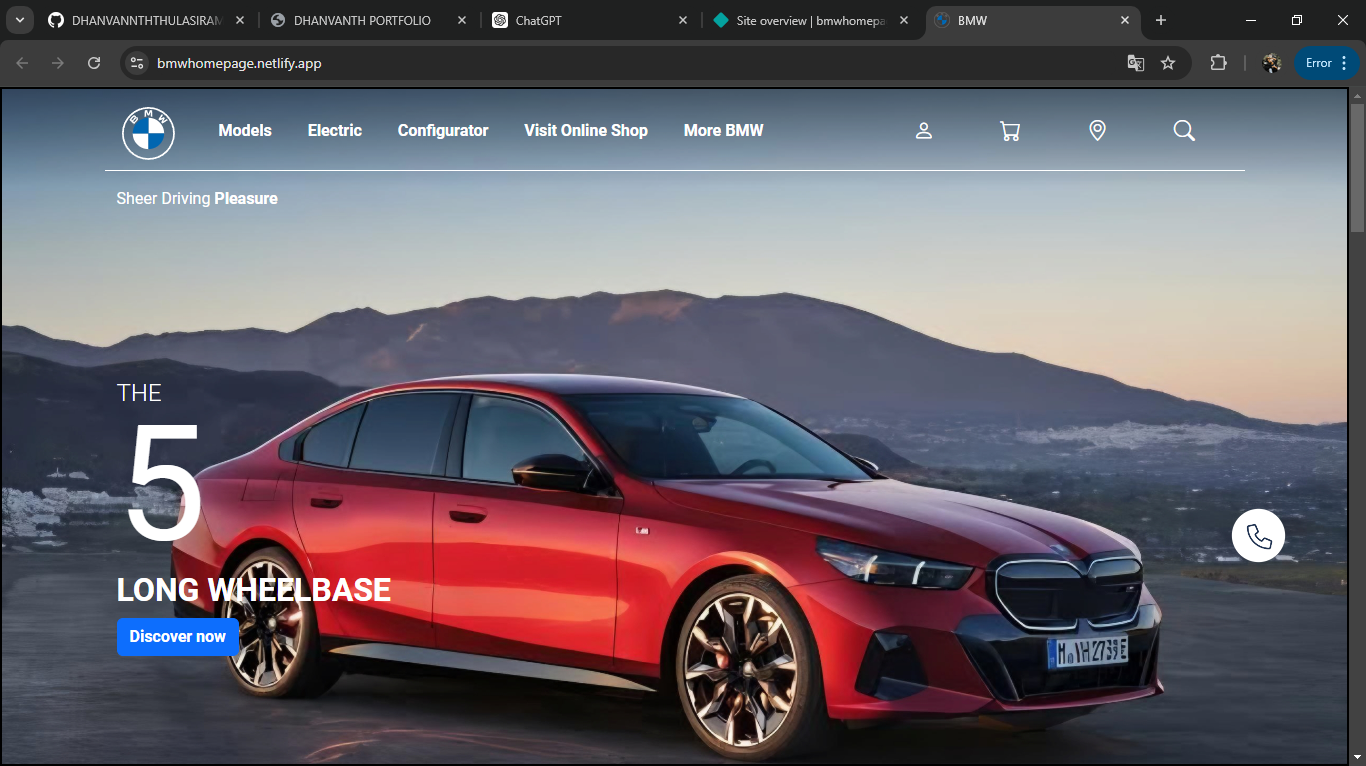 DHANVANNTHTHULASIRAM
DHANVANTH PORTFOLIO
ChatGPT
Site overview | bmwhomepa
BMW
bmwhomepage.netlify.app
Error
BMW
Models
Electric
Configurator
Visit Online Shop
More BMW
Sheer Driving Pleasure
THE
5
LONG WHEELBASE
Discover now